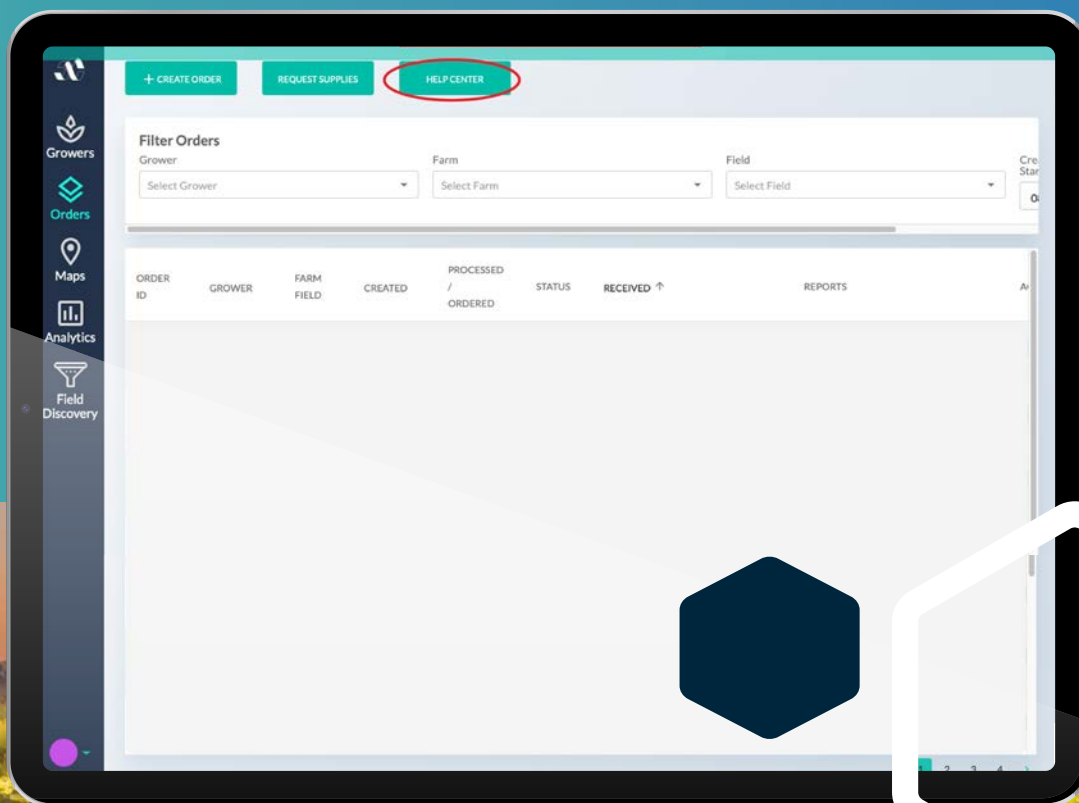 + CREATE ORDER
REQUEST SUPPLIES
HELP CENTER
Growers
Orders
Maps
Analytics
Field
Discovery
Filter Orders
Grower
Farm
Field
Select Grower
Select Farm
Select Field
ORDER
ID
GROWER
FARM
FIELD
CREATED
PROCESSED
/
ORDERED
STATUS
RECEIVED ↑
REPORTS
2 3 4 >